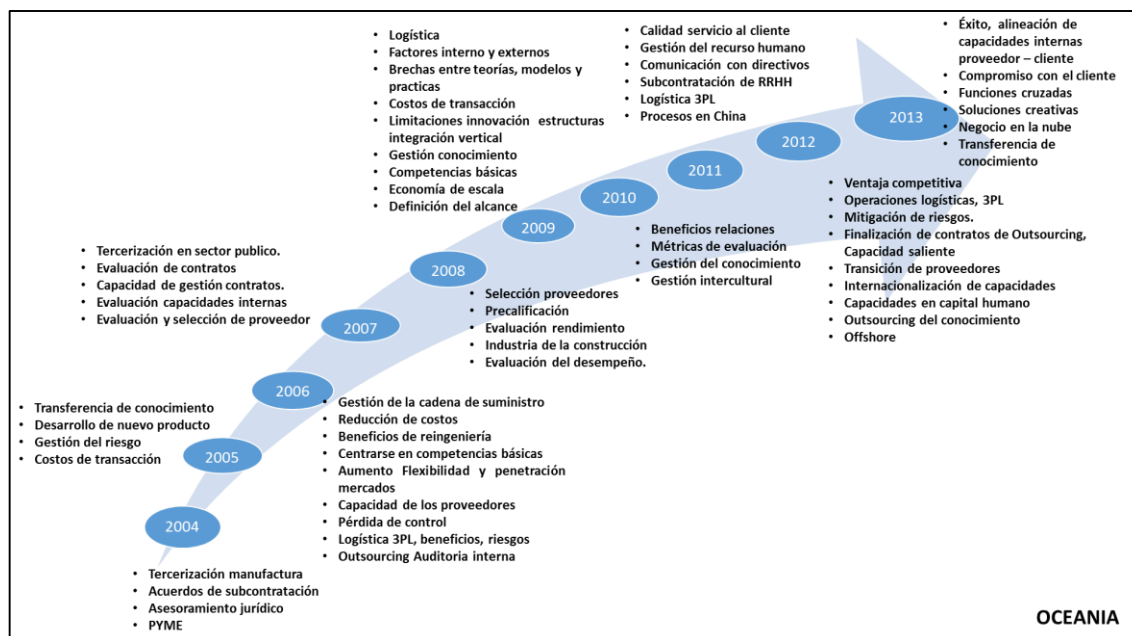 2004
• Tercerización manufactura
• Acuerdos de subcontratación
• Asesoramiento jurídico
• PYME
2005
• Transferencia de conocimiento
• Desarrollo de nuevo producto
• Gestión del riesgo
• Costos de transacción
2006
• Gestión de la cadena de suministro
• Reducción de costos
• Beneficios de reingeniería
• Centrarse en competencias básicas
• Aumento Flexibilidad y penetración
mercados
• Capacidad de los proveedores
• Pérdida de control
• Logística 3PL, beneficios, riesgos
• Outsourcing Auditoria interna
2007
• Tercerización en sector publico.
• Evaluación de contratos
• Capacidad de gestión contratos.
• Evaluación capacidades internas
• Evaluación y selección de proveedor
2008
• Selección proveedores
• Precalificación
• Evaluación rendimiento
• Industria de la construcción
• Evaluación del desempeño.
2009
• Logística
• Factores interno y externos
• Brechas entre teorías, modelos y
practicas
• Costos de transacción
• Limitaciones innovación estructuras
integración vertical
• Gestión conocimiento
• Competencias básicas
• Economía de escala
• Definición del alcance
2010
• Beneficios relaciones
• Métricas de evaluación
• Gestión del conocimiento
• Gestión intercultural
2011
• Calidad servicio al cliente
• Gestión del recurso humano
• Comunicación con directivos
• Subcontratación de RRHH
• Logística 3PL
• Procesos en China
2012
• Ventaja competitiva
• Operaciones logísticas, 3PL
• Mitigación de riesgos.
• Finalización de contratos de Outsourcing,
Capacidad saliente
• Transición de proveedores
• Internacionalización de capacidades
• Capacidades en capital humano
• Outsourcing del conocimiento
• Offshore
2013
• Éxito, alineación de
capacidades internas
proveedor – cliente
• Compromiso con el cliente
• Funciones cruzadas
• Soluciones creativas
• Negocio en la nube
• Transferencia de
conocimiento
OCEANIA